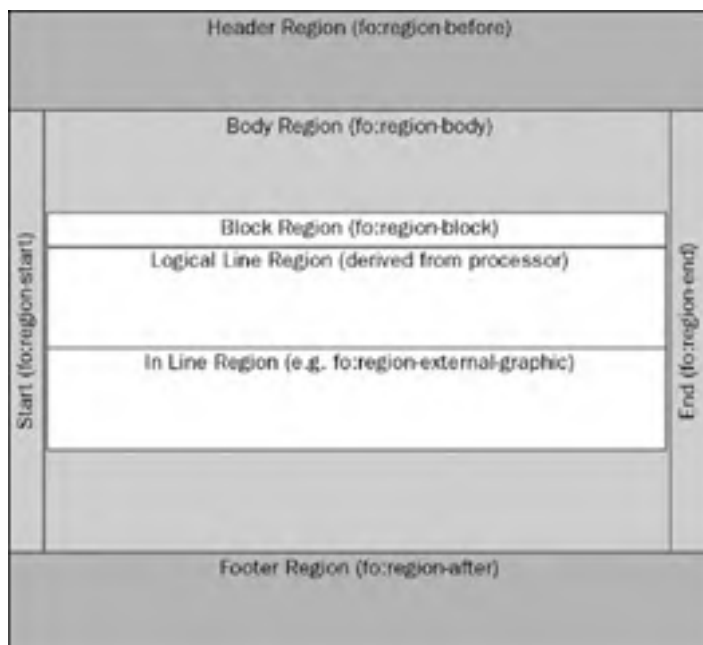 Header Region (fo:region-before)
Body Region (fo:region-body)
Block Region (fo:region-block)
Logical Line Region (derived from processor)
In Line Region (e.g. fo:region-external-graphic)
Start (fo:region-start)
End (fo:region-end)
Footer Region (fo:region-after)